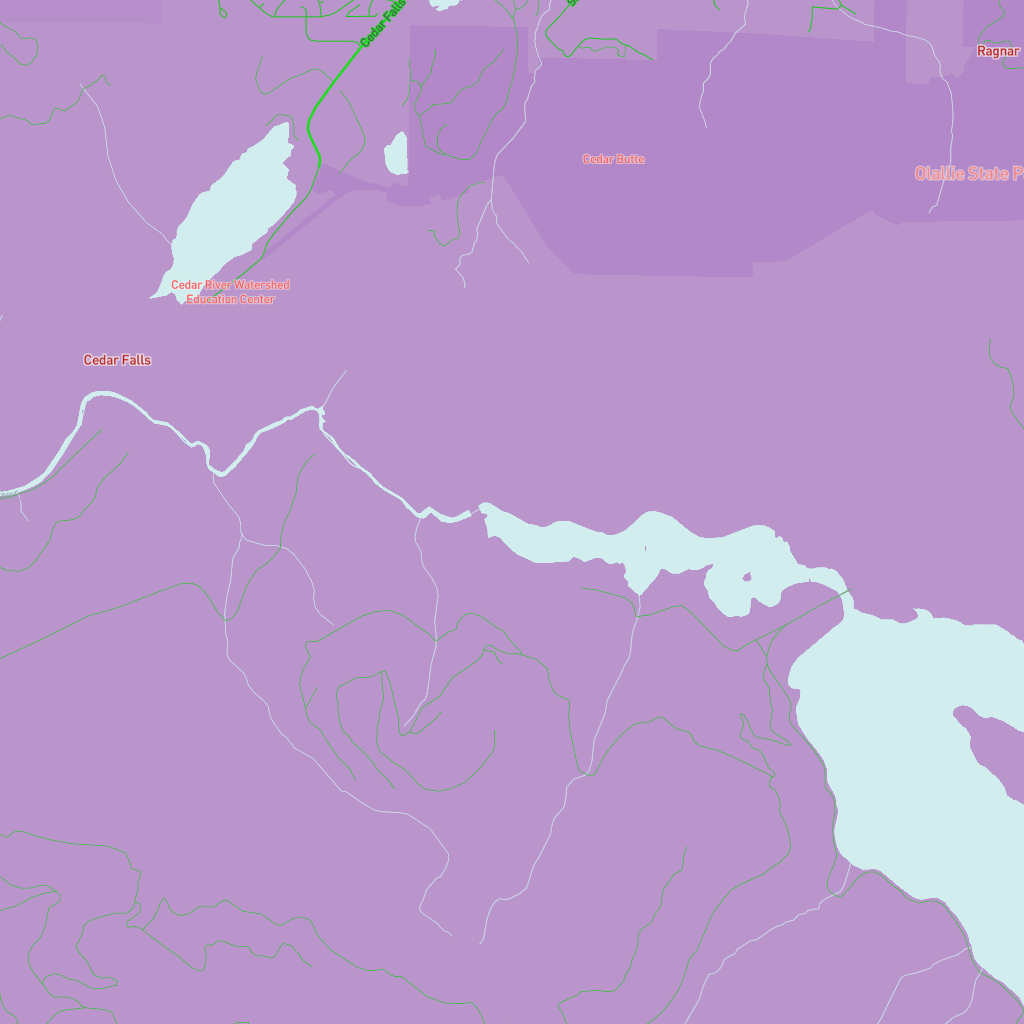 Cedar Falls
Ragnar
Cedar Butte
Olallie State P
Cedar River Watershed
Education Center
Cedar Falls